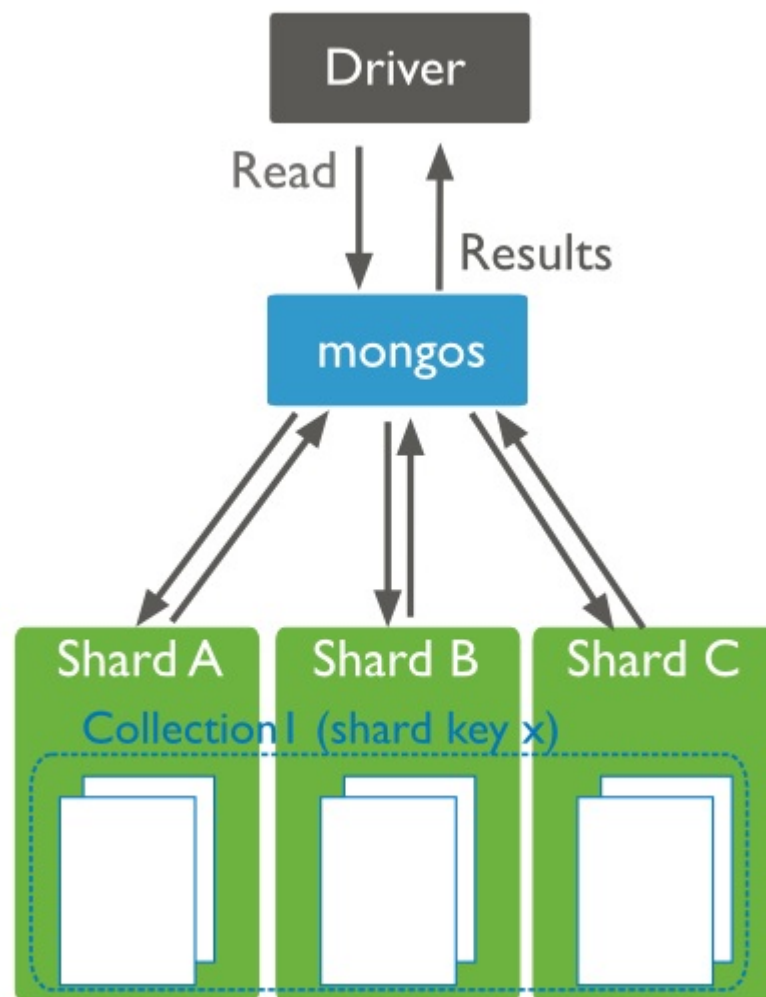 Driver
Read
Results
mongos
Shard A
Shard B
Shard C
Collection1 (shard key x)